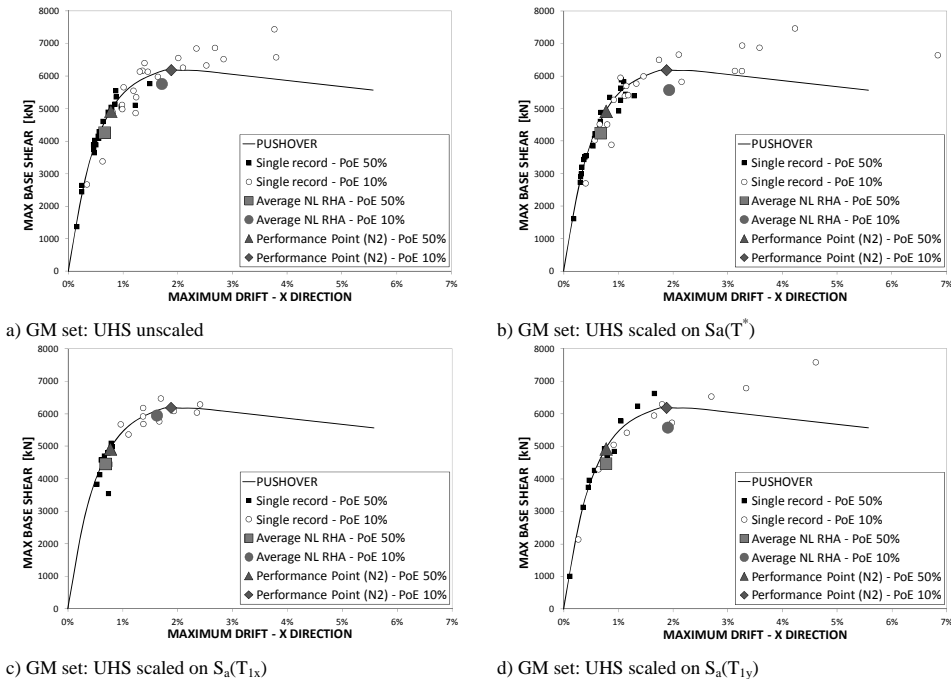 8000
7000
6000
5000
4000
3000
2000
1000
0
MAX BASE SHEAR [kN]
PUSHOVER
Single record - PoE 50%
Single record - PoE 10%
Average NL RHA - PoE 50%
Average NL RHA - PoE 10%
Performance Point (N2) - PoE 50%
Performance Point (N2) - PoE 10%
0% 1% 2% 3% 4% 5% 6% 7%
MAXIMUM DRIFT - X DIRECTION
a) GM set: UHS unscaled
8000
7000
6000
5000
4000
3000
2000
1000
0
MAX BASE SHEAR [kN]
PUSHOVER
Single record - PoE 50%
Single record - PoE 10%
Average NL RHA - PoE 50%
Average NL RHA - PoE 10%
Performance Point (N2) - PoE 50%
Performance Point (N2) - PoE 10%
0% 1% 2% 3% 4% 5% 6% 7%
MAXIMUM DRIFT - X DIRECTION
b) GM set: UHS scaled on Sa(T*)
8000
7000
6000
5000
4000
3000
2000
1000
0
MAX BASE SHEAR [kN]
PUSHOVER
Single record - PoE 50%
Single record - PoE 10%
Average NL RHA - PoE 50%
Average NL RHA - PoE 10%
Performance Point (N2) - PoE 50%
Performance Point (N2) - PoE 10%
0% 1% 2% 3% 4% 5% 6% 7%
MAXIMUM DRIFT - X DIRECTION
c) GM set: UHS scaled on Sa(T1x)
8000
7000
6000
5000
4000
3000
2000
1000
0
MAX BASE SHEAR [kN]
PUSHOVER
Single record - PoE 50%
Single record - PoE 10%
Average NL RHA - PoE 50%
Average NL RHA - PoE 10%
Performance Point (N2) - PoE 50%
Performance Point (N2) - PoE 10%
0% 1% 2% 3% 4% 5% 6% 7%
MAXIMUM DRIFT - X DIRECTION
d) GM set: UHS scaled on Sa(T1y)